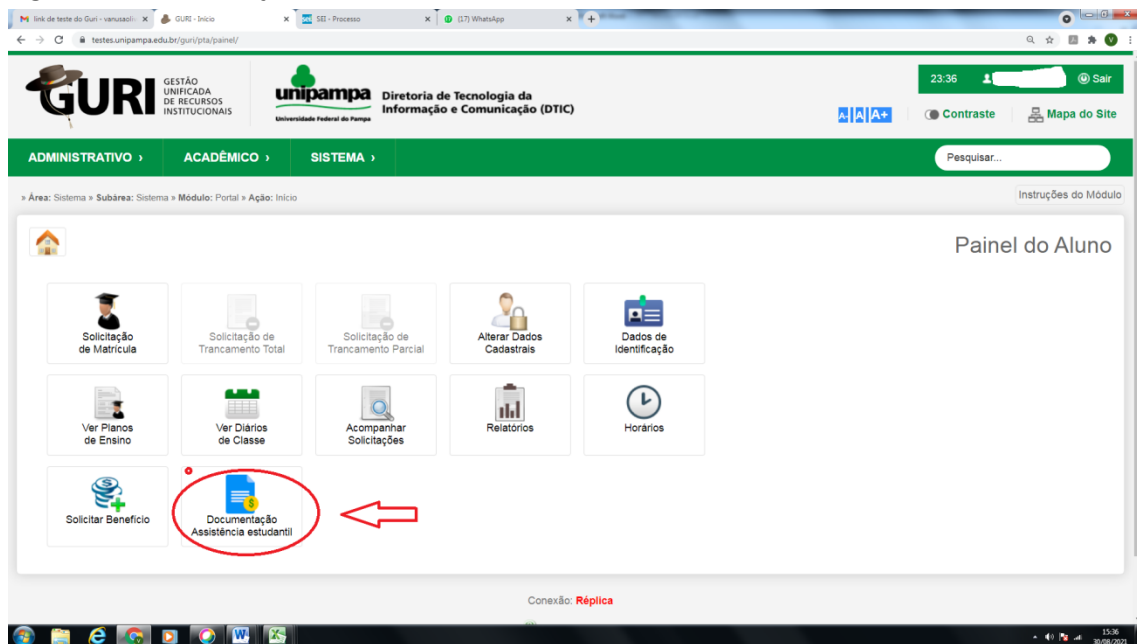 link de teste do Guri - vanusaoli
GURI - Início
SEI - Processo
(17) WhatsApp
testes.unipampa.edu.br/guri/pta/painel/
GURI
GESTÃO
UNIFICADA
DE RECURSOS
INSTITUCIONAIS
unipampa
Universidade Federal do Pampa
Diretoria de Tecnologia da
Informação e Comunicação (DTIC)
23:36
Sair
A-
A
A+
Contraste
Mapa do Site
ADMINISTRATIVO ›
ACADÊMICO ›
SISTEMA ›
Pesquisar...
» Área: Sistema » Subárea: Sistema » Módulo: Portal » Ação: Início
Instruções do Módulo
Painel do Aluno
Solicitação
de Matrícula
Solicitação de
Trancamento Total
Solicitação de
Trancamento Parcial
Alterar Dados
Cadastrais
Dados de
Identificação
Ver Planos
de Ensino
Ver Diários
de Classe
Acompanhar
Solicitações
Relatórios
Horários
Solicitar Benefício
Documentação
Assistência estudantil
Conexão: Réplica
15:36
30/08/2021